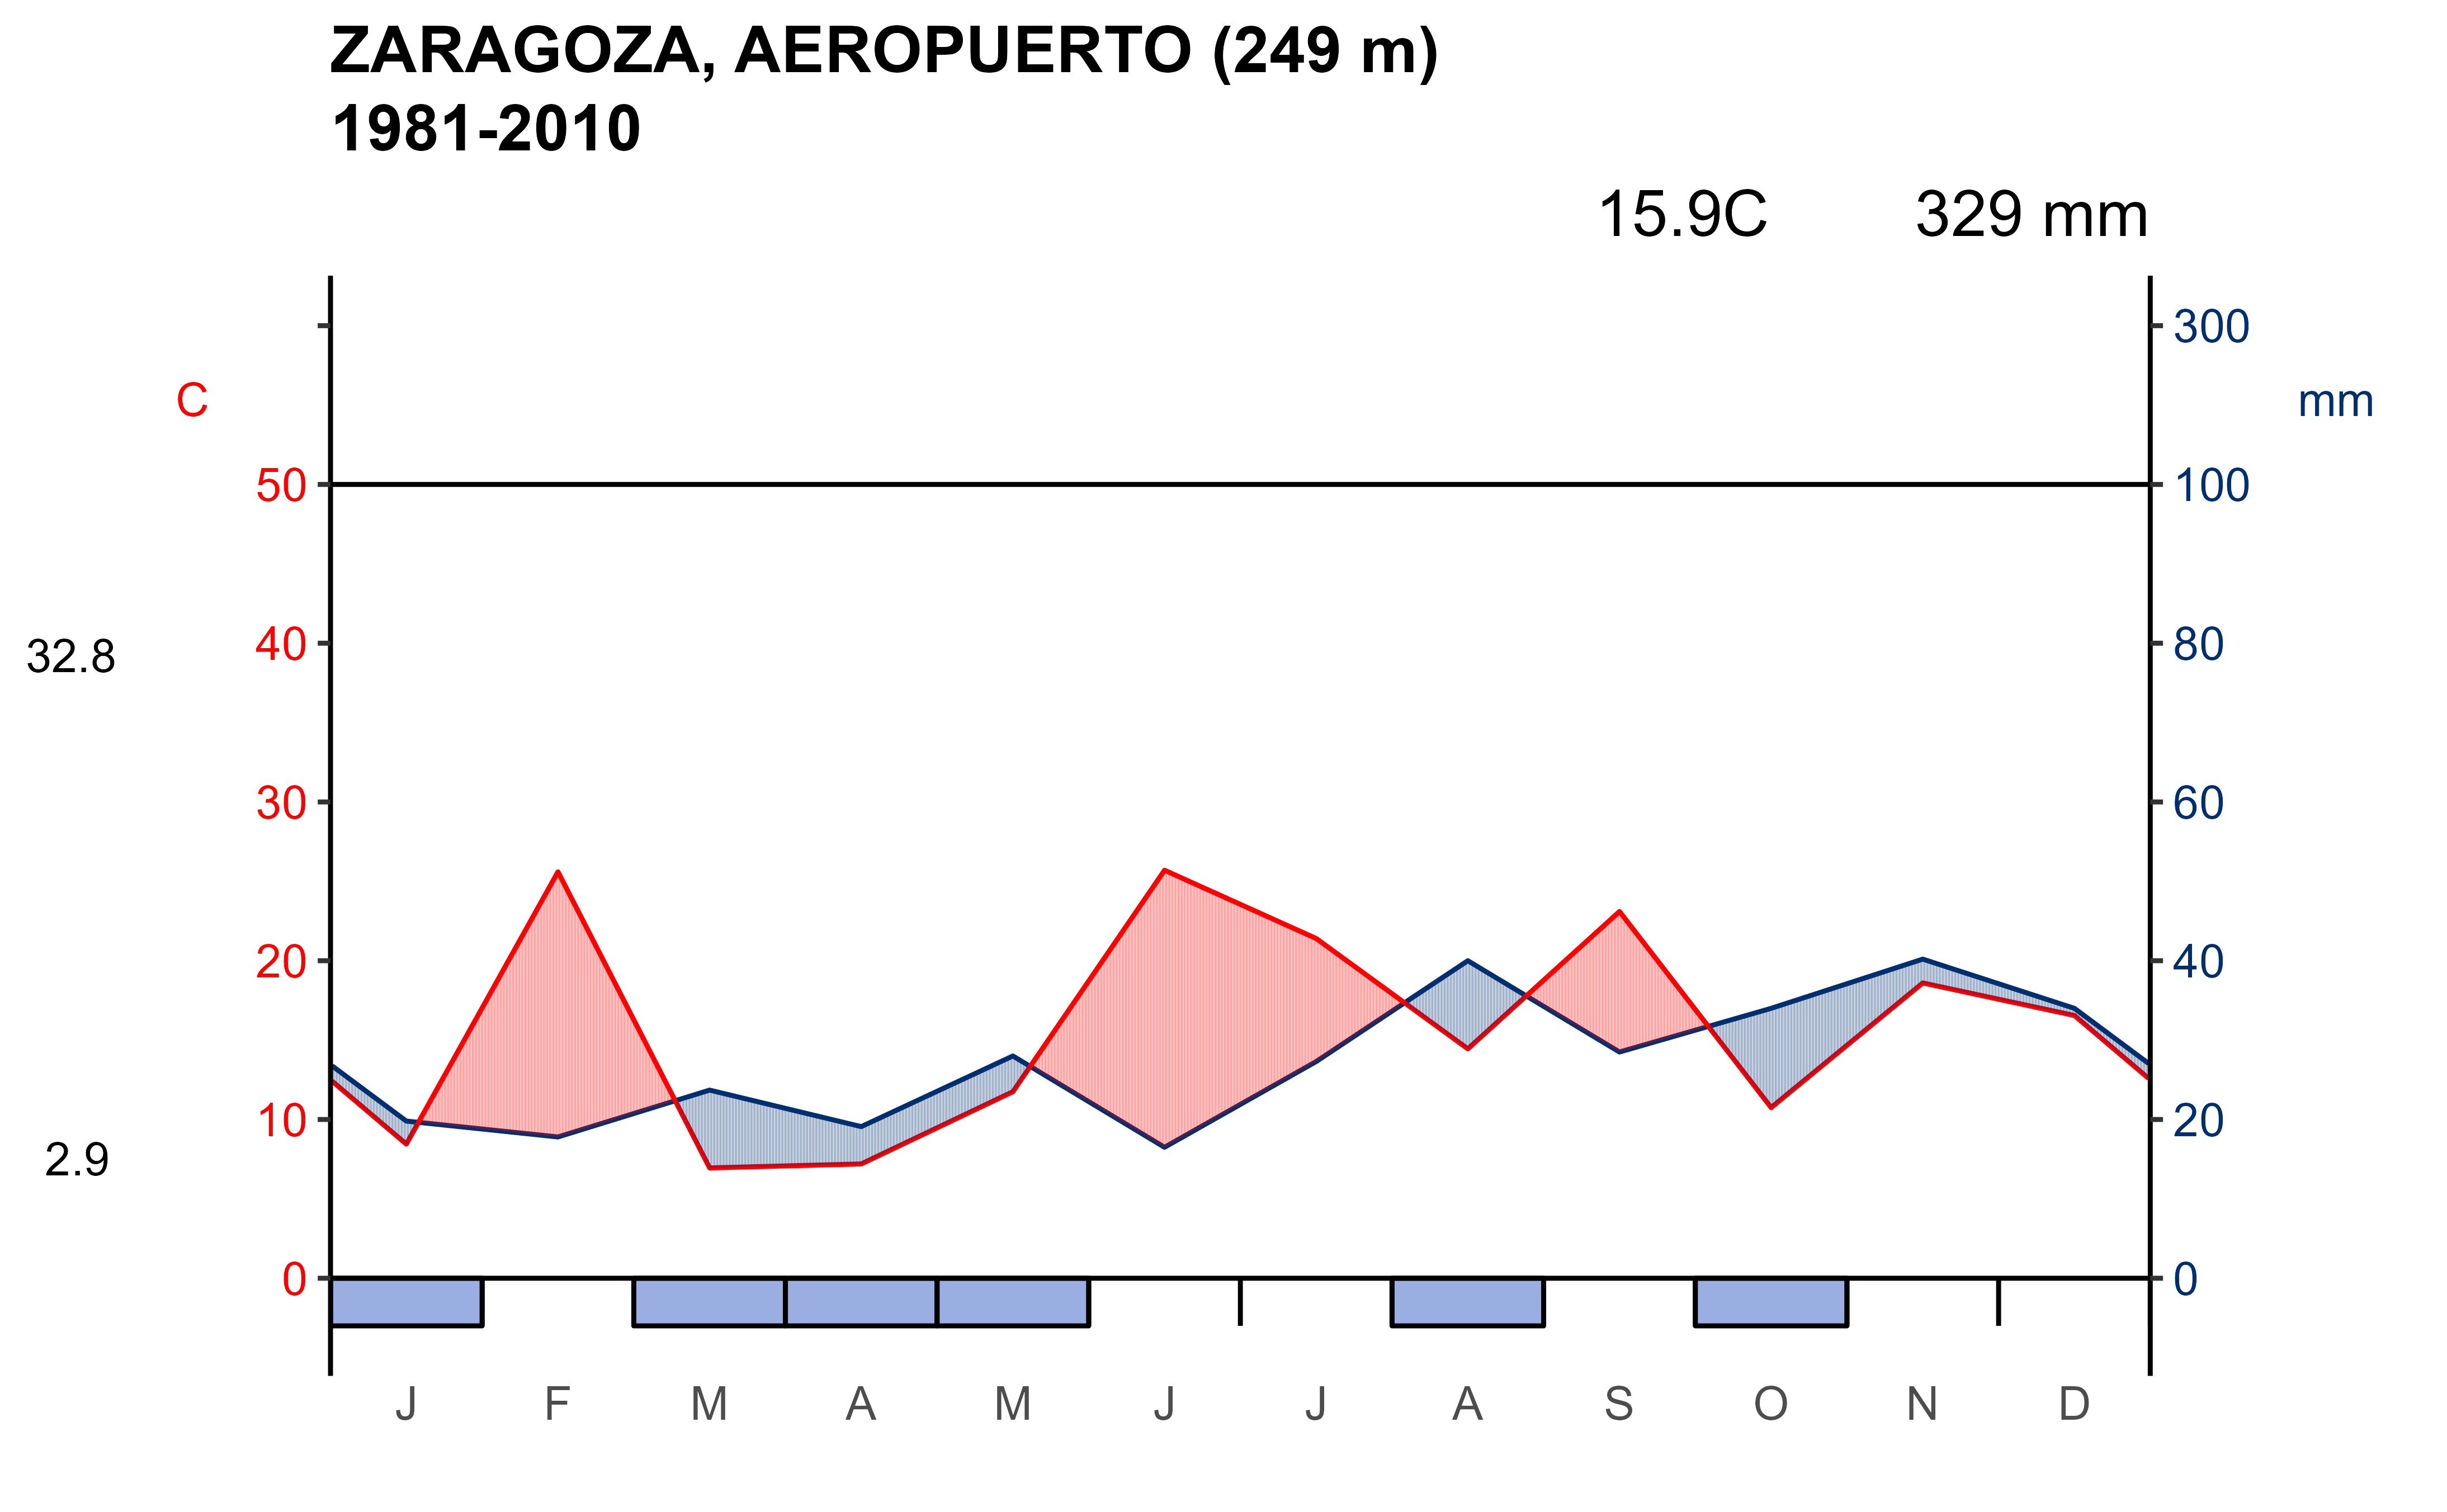 ZARAGOZA, AEROPUERTO (249 m)
1981-2010
15.9C 329 mm
300
C mm
50 100
32.8 40 80
30 60
20 40
2.9 10 20
0 0
J F M A M J J A S O N D